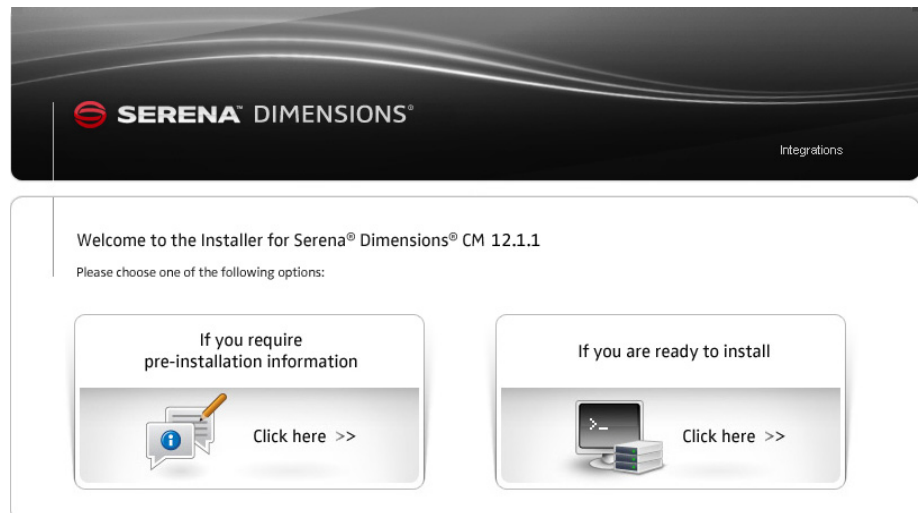 SERENA™ DIMENSIONS®
Integrations
Welcome to the Installer for Serena® Dimensions® CM 12.1.1
Please choose one of the following options:
If you require
pre-installation information
Click here >>
If you are ready to install
>_
Click here >>